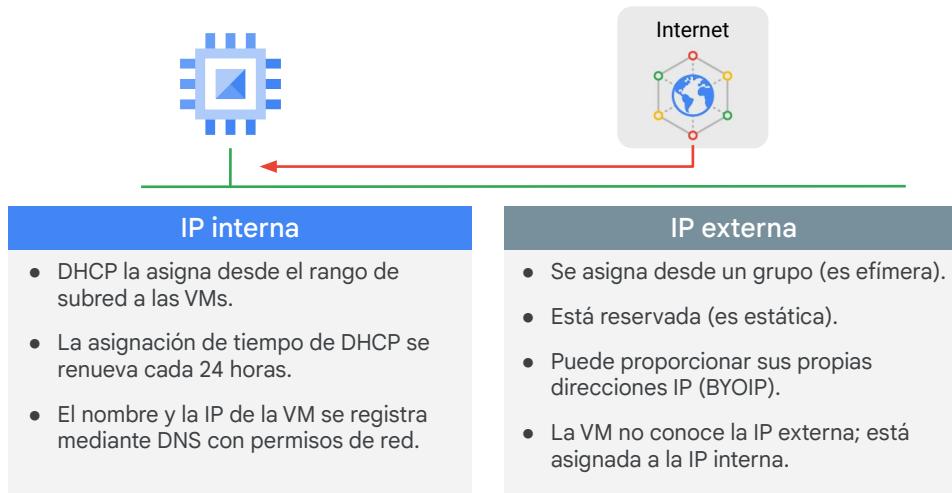 Internet
IP interna
● DHCP la asigna desde el rango de
subred a las VMs.
● La asignación de tiempo de DHCP se
renueva cada 24 horas.
● El nombre y la IP de la VM se registra
mediante DNS con permisos de red.
IP externa
● Se asigna desde un grupo (es efímera).
● Está reservada (es estática).
● Puede proporcionar sus propias
direcciones IP (BYOIP).
● La VM no conoce la IP externa; está
asignada a la IP interna.